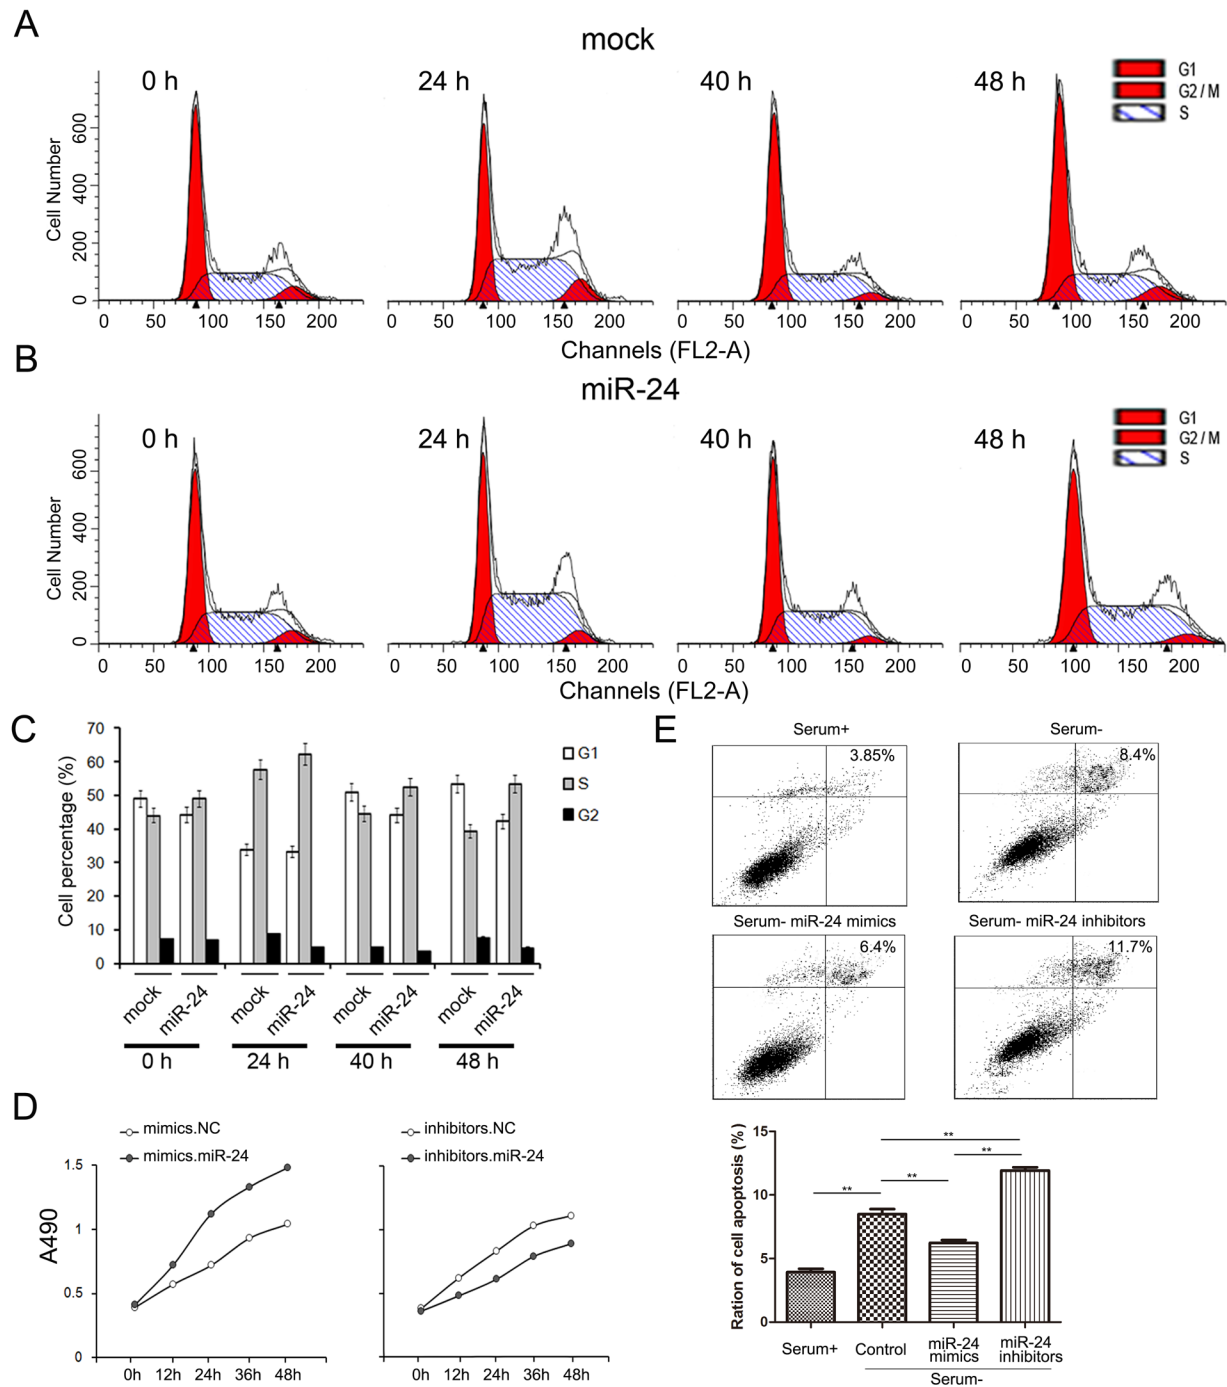 A
mock
0 h
24 h
40 h
48 h
G1
G2 / M
S
Cell Number
600
400
200
0
0 50 100 150 200
0 50 100 150 200
0 50 100 150 200
0 50 100 150 200
Channels (FL2-A)
B
miR-24
0 h
24 h
40 h
48 h
G1
G2 / M
S
Cell Number
600
400
200
0
0 50 100 150 200
0 50 100 150 200
0 50 100 150 200
0 50 100 150 200
Channels (FL2-A)
C
Cell percentage (%)
70
60
50
40
30
20
10
0
G1
S
G2
mock miR-24 mock miR-24 mock miR-24 mock miR-24
0 h 24 h 40 h 48 h
D
mimics.NC
mimics.miR-24
inhibitors.NC
inhibitors.miR-24
A490
1.5
1
0.5
0
0h 12h 24h 36h 48h
1.5
1
0.5
0
0h 12h 24h 36h 48h
E
Serum+
3.85%
Serum-
8.4%
Serum- miR-24 mimics
6.4%
Serum- miR-24 inhibitors
11.7%
Ration of cell apoptosis (%)
15
10
5
0
**
**
**
**
Serum+
Control
miR-24
mimics
miR-24
inhibitors
Serum-